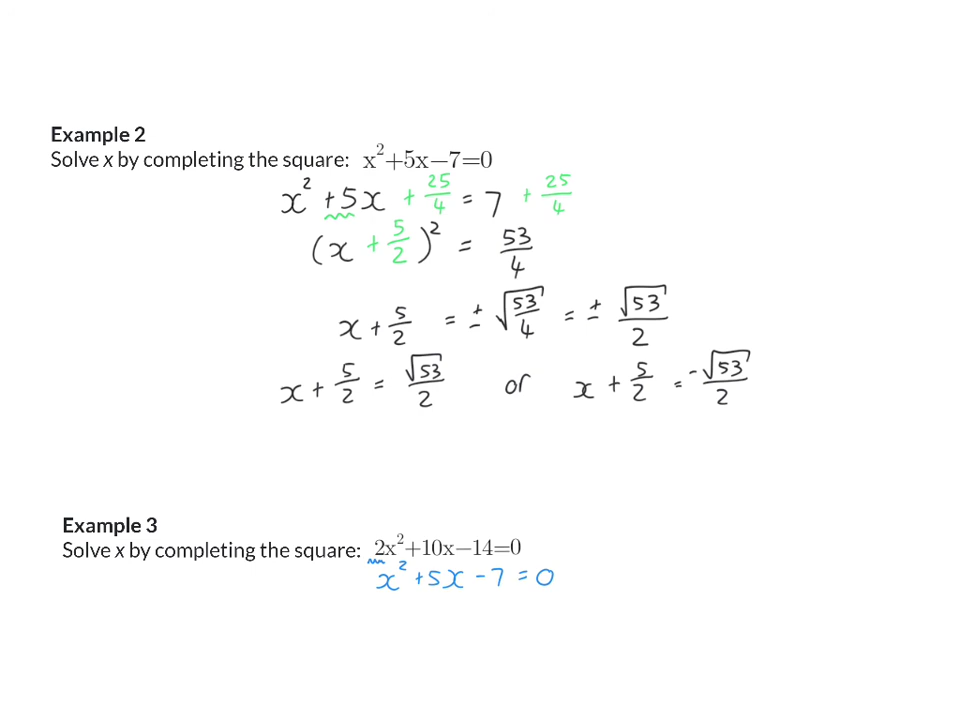 Example 2
Solve x by completing the square: x²+5x−7=0
x² + 5x + 25/4 = 7 + 25/4
(x + 5/2)² = 53/4
x + 5/2 = ± √(53/4) = ± √53/2
x + 5/2 = √53/2 or x + 5/2 = -√53/2
Example 3
Solve x by completing the square: 2x²+10x−14=0
x² + 5x - 7 = 0